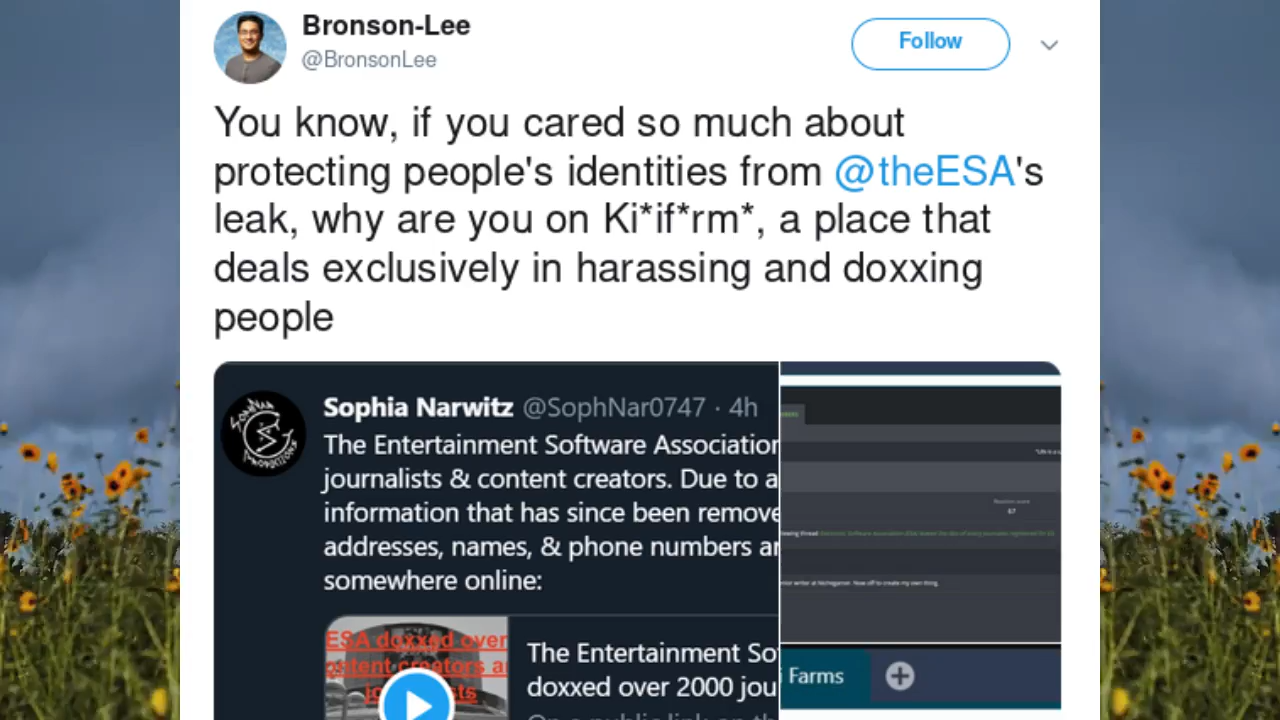 Bronson-Lee
@BronsonLee
Follow
You know, if you cared so much about
protecting people's identities from @theESA's
leak, why are you on Ki*if*rm*, a place that
deals exclusively in harassing and doxxing
people
Sophia Narwitz @SophNar0747 · 4h
The Entertainment Software Association
journalists & content creators. Due to a
information that has since been remove
addresses, names, & phone numbers ar
somewhere online:
ESA doxxed over
ontent creators a
The Entertainment So
doxxed over 2000 jou
Farms